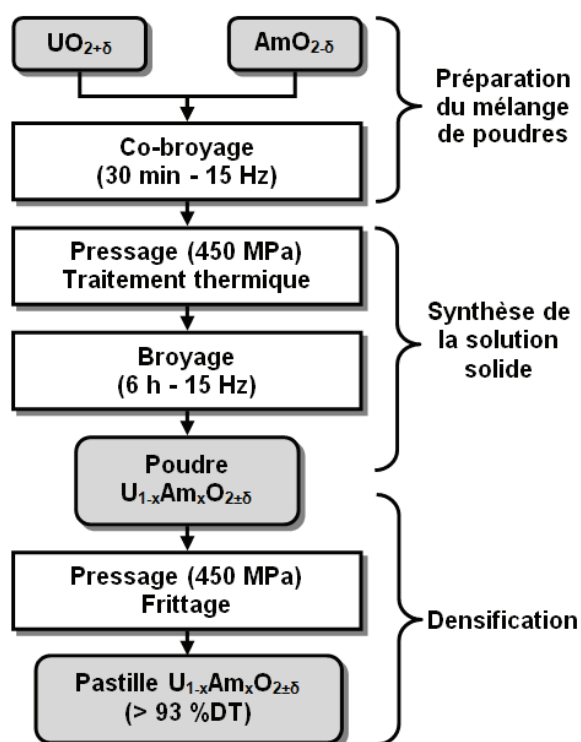 UO₂₊δ
AmO₂₋δ
Co-broyage
(30 min - 15 Hz)
Préparation
du mélange
de poudres
Pressage (450 MPa)
Traitement thermique
Broyage
(6 h - 15 Hz)
Poudre
U₁₋ₓAmₓO₂±δ
Synthèse de
la solution
solide
Pressage (450 MPa)
Frittage
Pastille U₁₋ₓAmₓO₂±δ
(> 93 %DT)
Densification